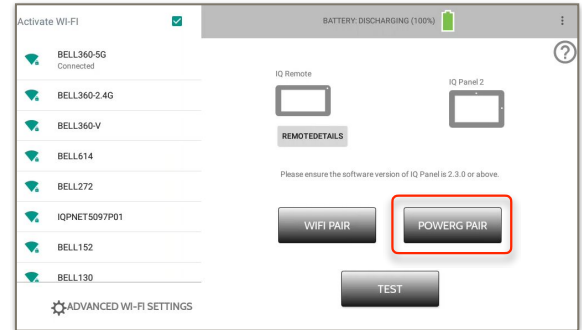 Activate WI-FI
BELL360-5G
Connected
BELL360-2.4G
BELL360-V
BELL614
BELL272
IQPNET5097P01
BELL152
BELL130
ADVANCED WI-FI SETTINGS
BATTERY: DISCHARGING (100%)
?
IQ Remote
IQ Panel 2
REMOTEDETAILS
Please ensure the software version of IQ Panel is 2.3.0 or above.
WIFI PAIR
POWERG PAIR
TEST